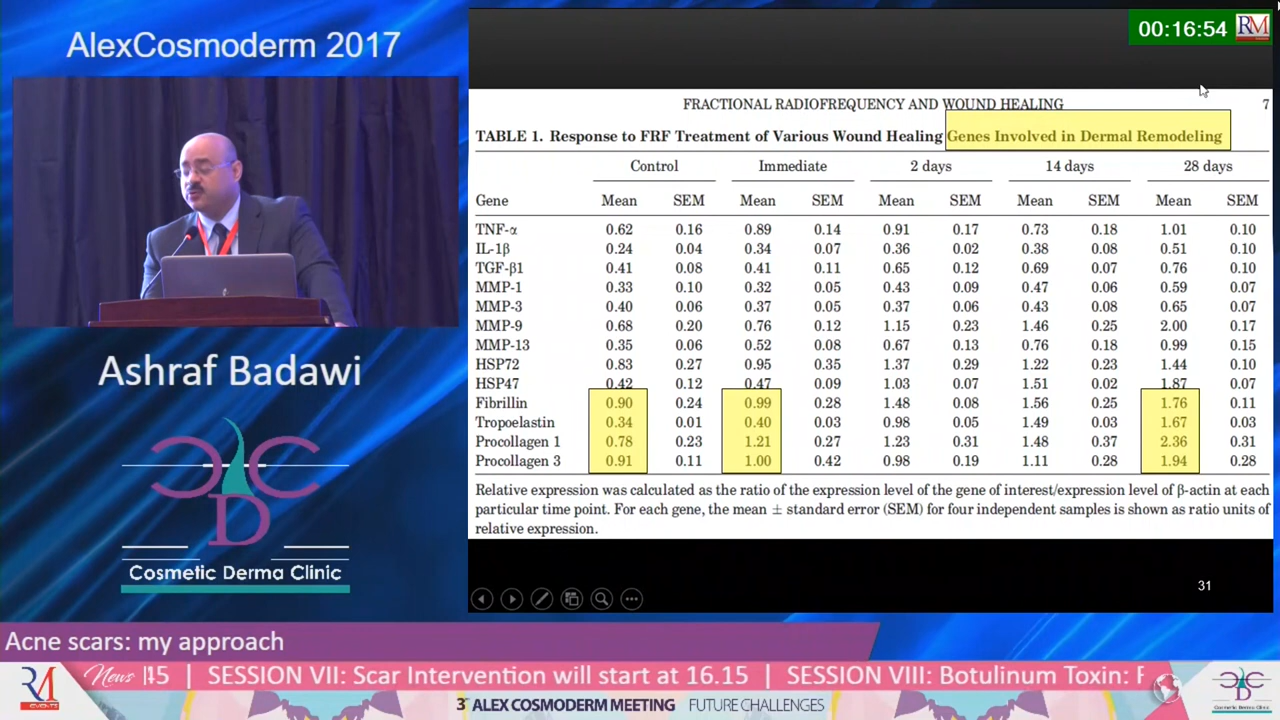 AlexCosmoderm 2017
00:16:54
RM
FRACTIONAL RADIOFREQUENCY AND WOUND HEALING 7
TABLE 1. Response to FRF Treatment of Various Wound Healing Genes Involved in Dermal Remodeling
Control Immediate 2 days 14 days 28 days
Gene Mean SEM Mean SEM Mean SEM Mean SEM Mean SEM
TNF-α 0.62 0.16 0.89 0.14 0.91 0.17 0.73 0.18 1.01 0.10
IL-1β 0.24 0.04 0.34 0.07 0.36 0.02 0.38 0.08 0.51 0.10
TGF-β1 0.41 0.08 0.41 0.11 0.65 0.12 0.69 0.07 0.76 0.10
MMP-1 0.33 0.10 0.32 0.05 0.43 0.09 0.47 0.06 0.59 0.07
MMP-3 0.40 0.06 0.37 0.05 0.37 0.06 0.43 0.08 0.65 0.07
MMP-9 0.68 0.20 0.76 0.12 1.15 0.23 1.46 0.25 2.00 0.17
MMP-13 0.35 0.06 0.52 0.08 0.67 0.13 0.76 0.18 0.99 0.15
HSP72 0.83 0.27 0.95 0.35 1.37 0.29 1.22 0.23 1.44 0.10
HSP47 0.42 0.12 0.47 0.09 1.03 0.07 1.51 0.02 1.87 0.07
Fibrillin 0.90 0.24 0.99 0.28 1.48 0.08 1.56 0.25 1.76 0.11
Tropoelastin 0.34 0.01 0.40 0.03 0.98 0.05 1.49 0.03 1.67 0.03
Procollagen 1 0.78 0.23 1.21 0.27 1.23 0.31 1.48 0.37 2.36 0.31
Procollagen 3 0.91 0.11 1.00 0.42 0.98 0.19 1.11 0.28 1.94 0.28
Relative expression was calculated as the ratio of the expression level of the gene of interest/expression level of β-actin at each
particular time point. For each gene, the mean ± standard error (SEM) for four independent samples is shown as ratio units of
relative expression.
31
Ashraf Badawi
CDC
Cosmetic Derma Clinic
Acne scars: my approach
RM
EVENTS
News
45 | SESSION VII: Scar Intervention will start at 16.15 | SESSION VIII: Botulinum Toxin:
3 ALEX COSMODERM MEETING FUTURE CHALLENGES
Cosmetic Derma Clinic